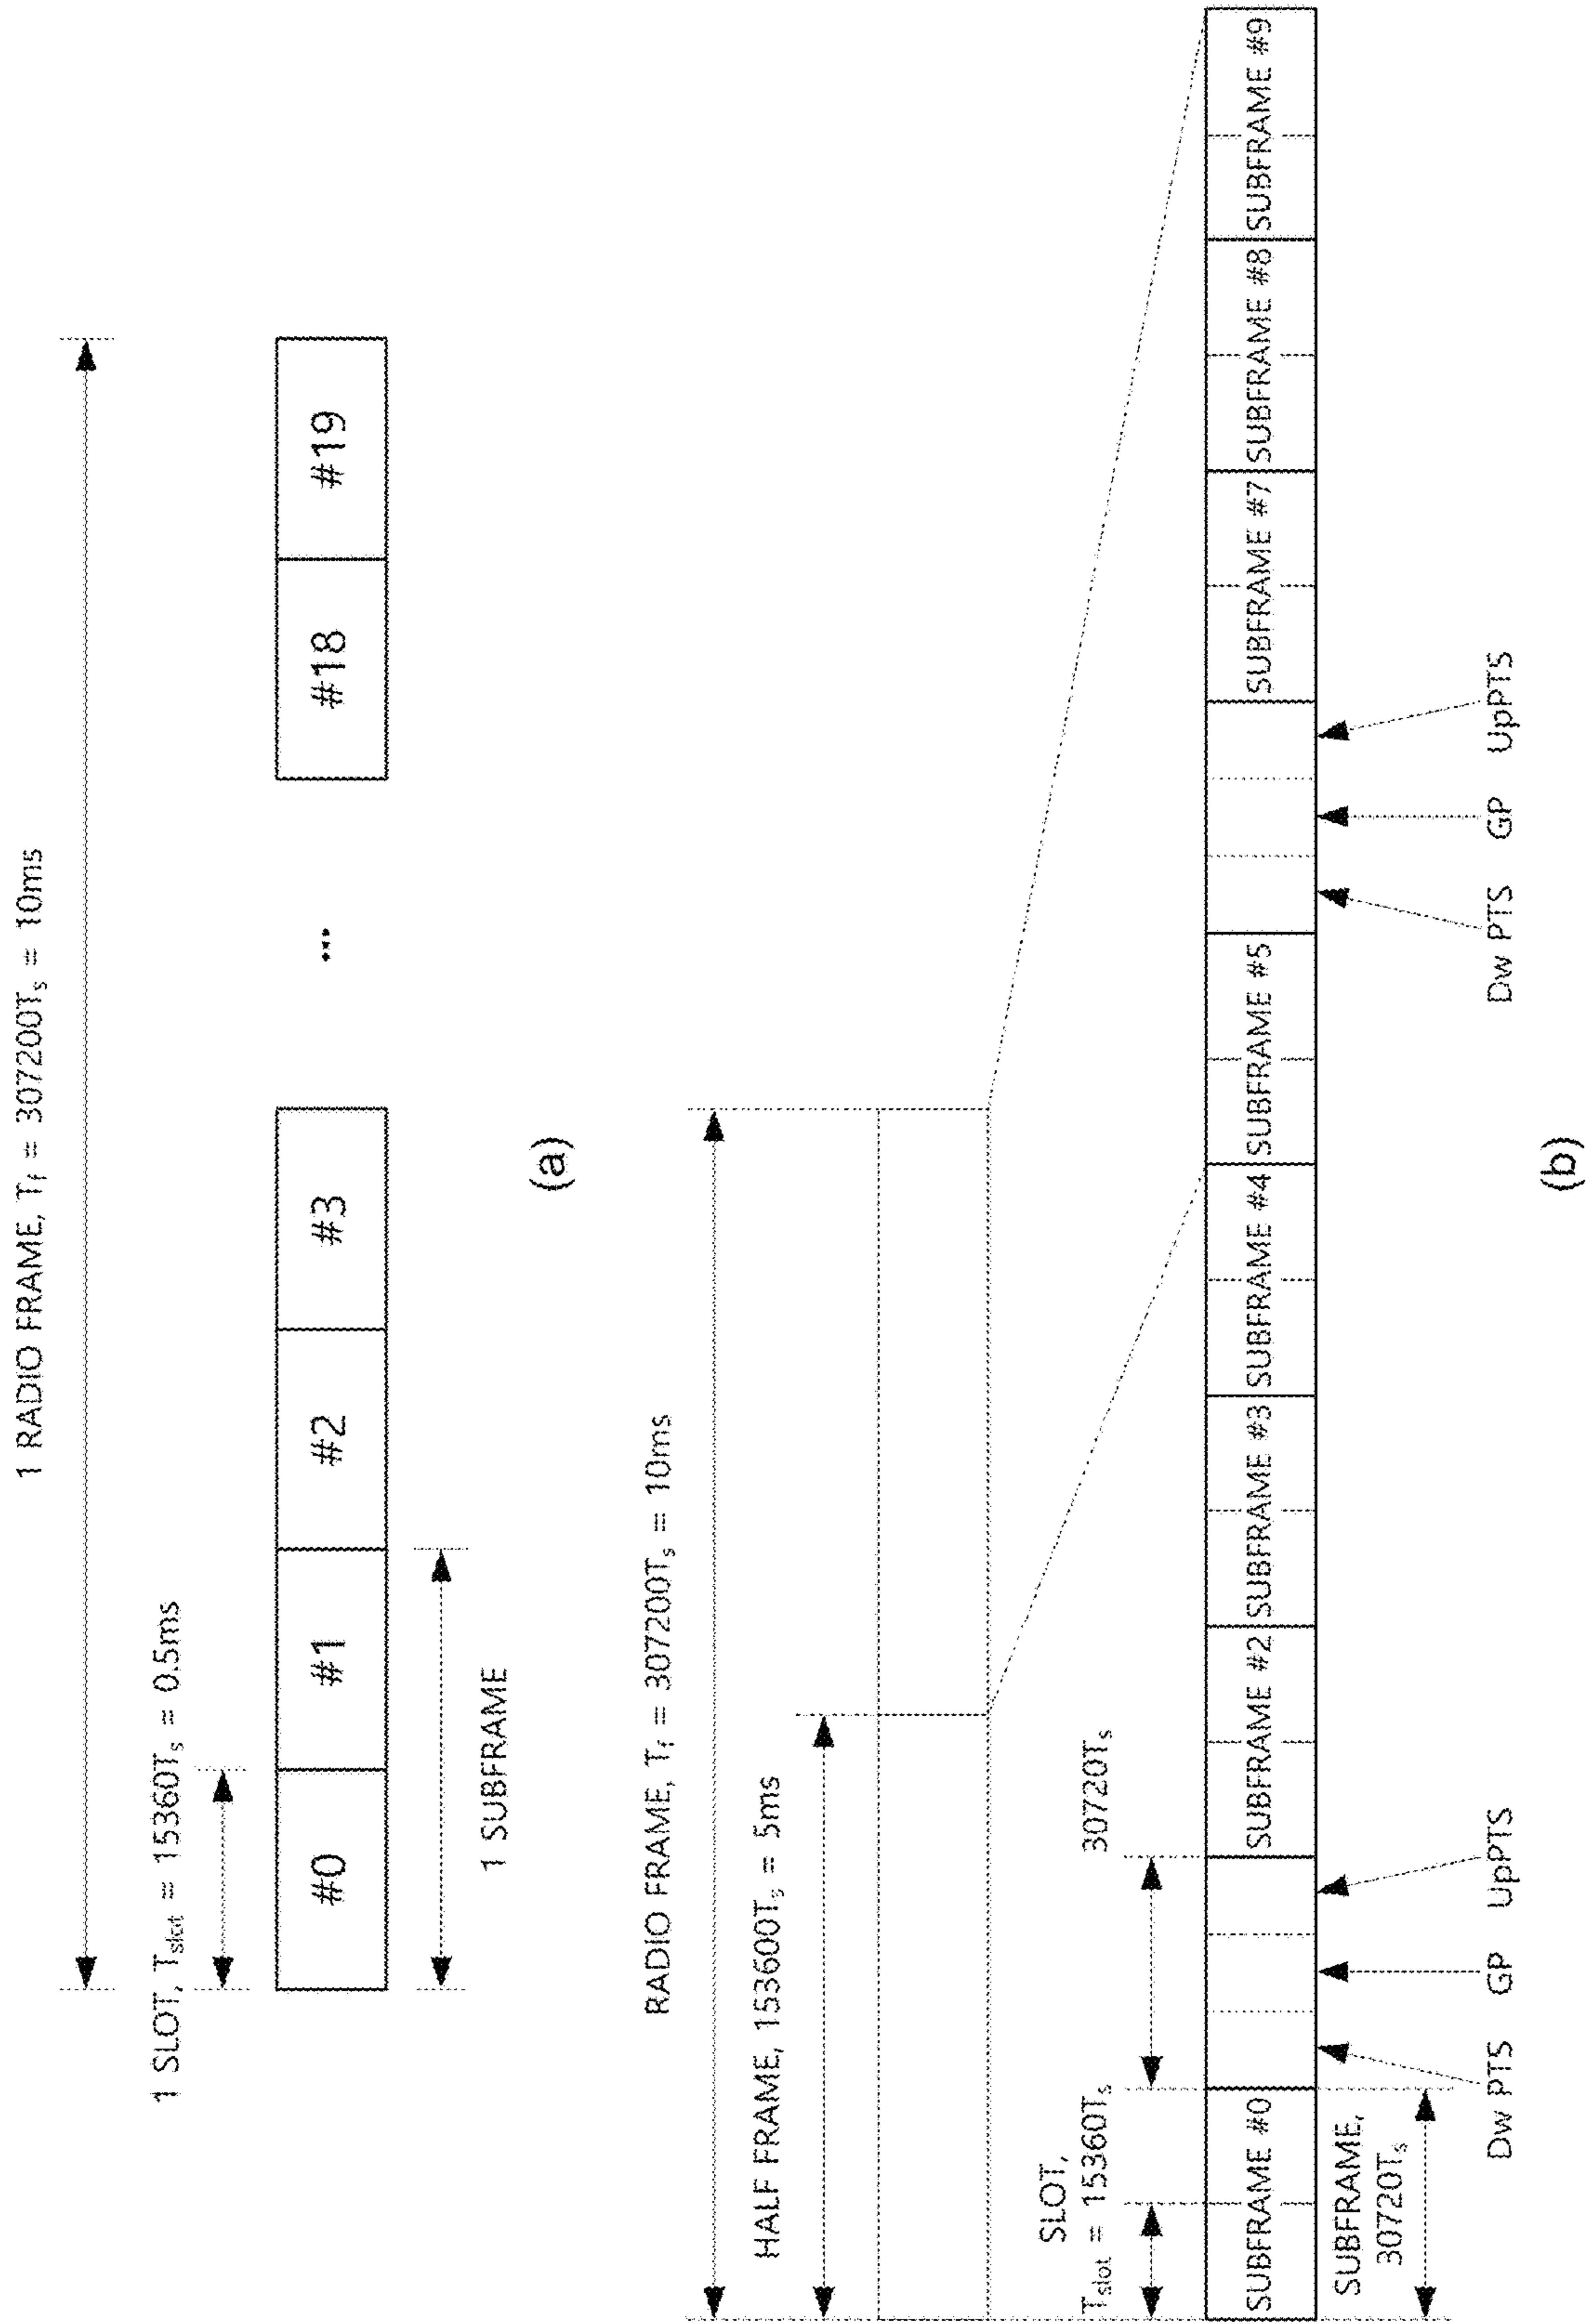 1 RADIO FRAME, Tf = 307200Ts = 10ms
1 SLOT, Tslot = 15360Ts = 0.5ms
#0 #1 #2 #3 ... #18 #19
1 SUBFRAME
(a)
RADIO FRAME, Tf = 307200Ts = 10ms
HALF FRAME, 153600Ts = 5ms
SLOT,
Tslot = 15360Ts
30720Ts
SUBFRAME #0 SUBFRAME #2 SUBFRAME #3 SUBFRAME #4 SUBFRAME #5 SUBFRAME #7 SUBFRAME #8 SUBFRAME #9
SUBFRAME,
30720Ts
Dw PTS GP UpPTS Dw PTS GP UpPTS
(b)